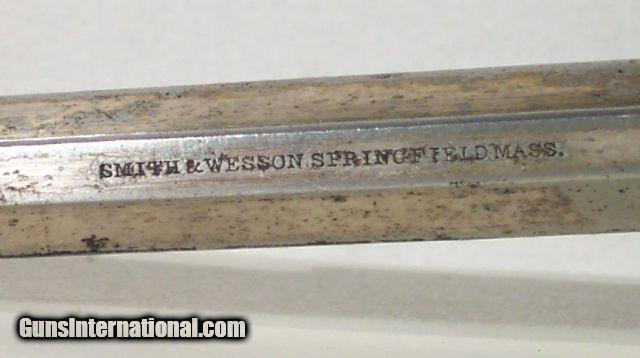 SMITH & WESSON SPRINGFIELD MASS.
GunsInternational.com